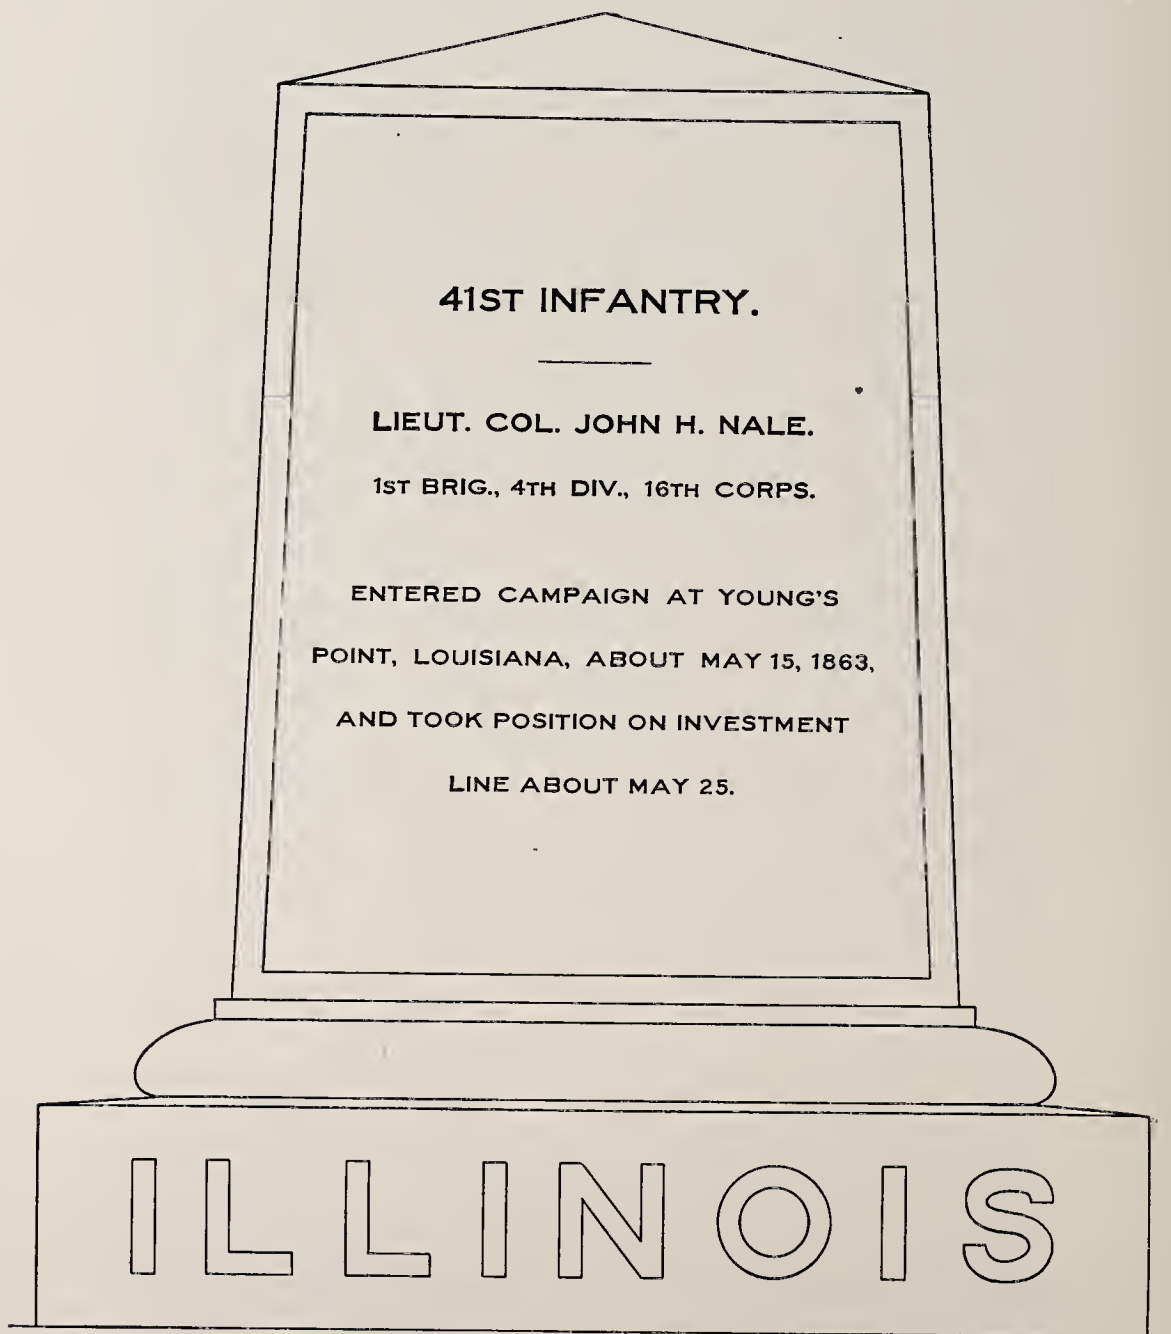 41ST INFANTRY.
LIEUT. COL. JOHN H. NALE.
1ST BRIG., 4TH DIV., 16TH CORPS.
ENTERED CAMPAIGN AT YOUNG'S
POINT, LOUISIANA, ABOUT MAY 15, 1863,
AND TOOK POSITION ON INVESTMENT
LINE ABOUT MAY 25.
ILLINOIS